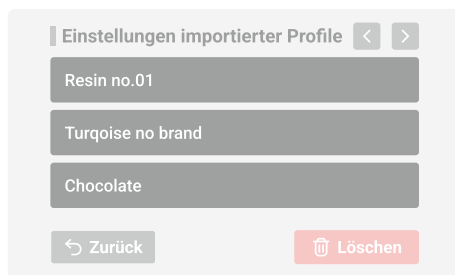 Einstellungen importierter Profile
Resin no.01
Turqoise no brand
Chocolate
Zurück
Löschen